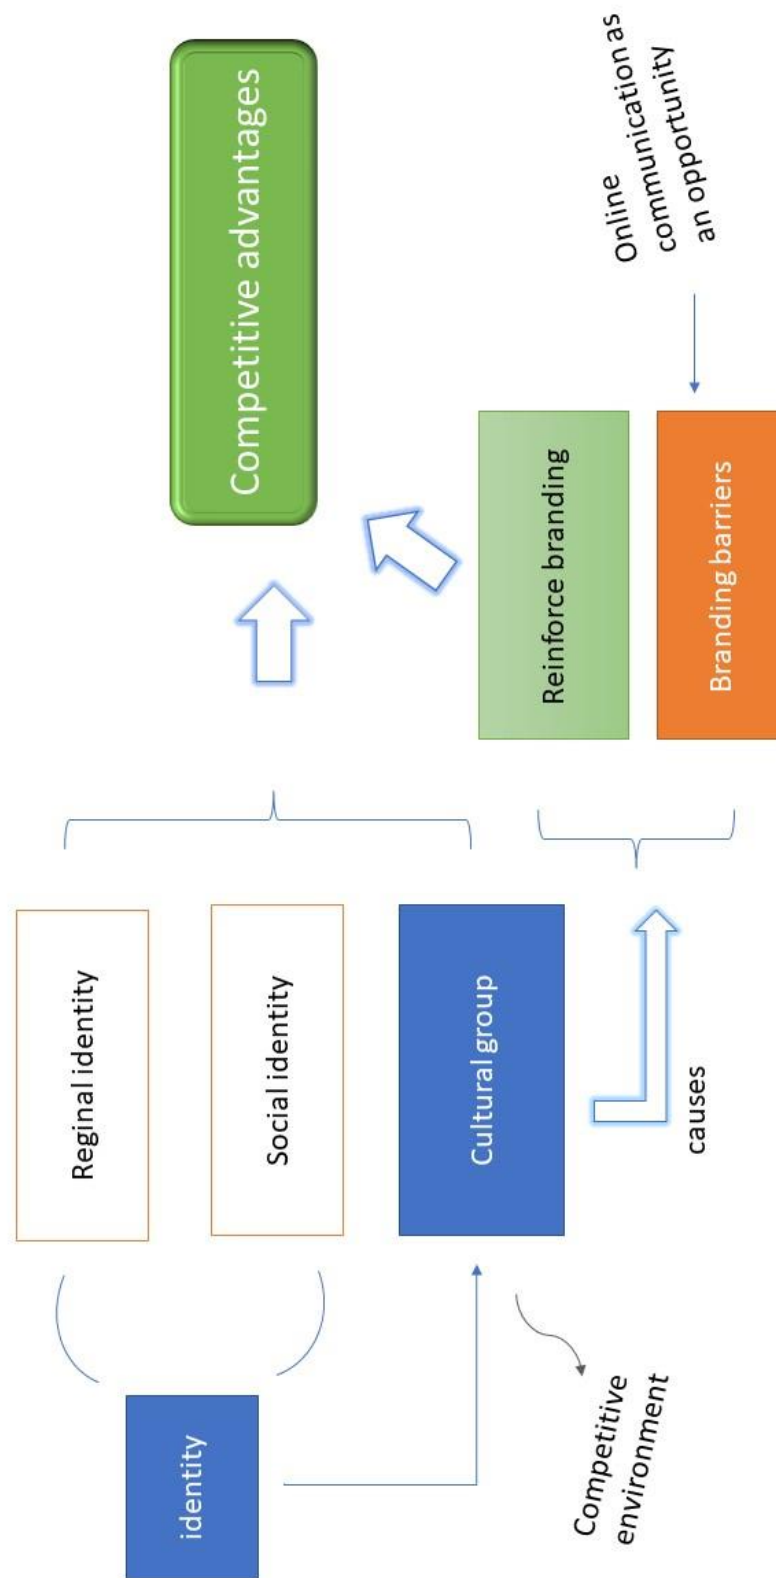 identity
Reginal identity
Social identity
Cultural group
Competitive
environment
causes
Competitive advantages
Reinforce branding
Branding barriers
Online
communication as
an opportunity